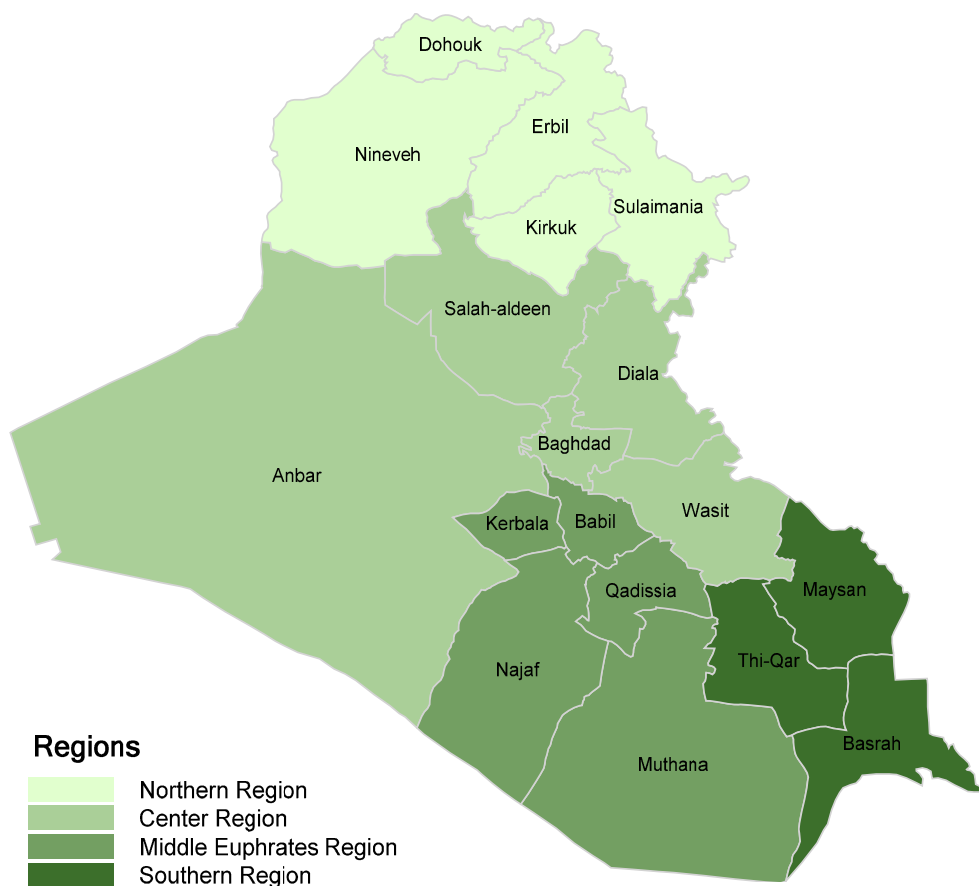 Dohouk
Erbil
Nineveh
Sulaimania
Kirkuk
Salah-aldeen
Diala
Baghdad
Anbar
Wasit
Kerbala
Babil
Qadissia
Maysan
Thi-Qar
Najaf
Basrah
Muthana
Regions
Northern Region
Center Region
Middle Euphrates Region
Southern Region